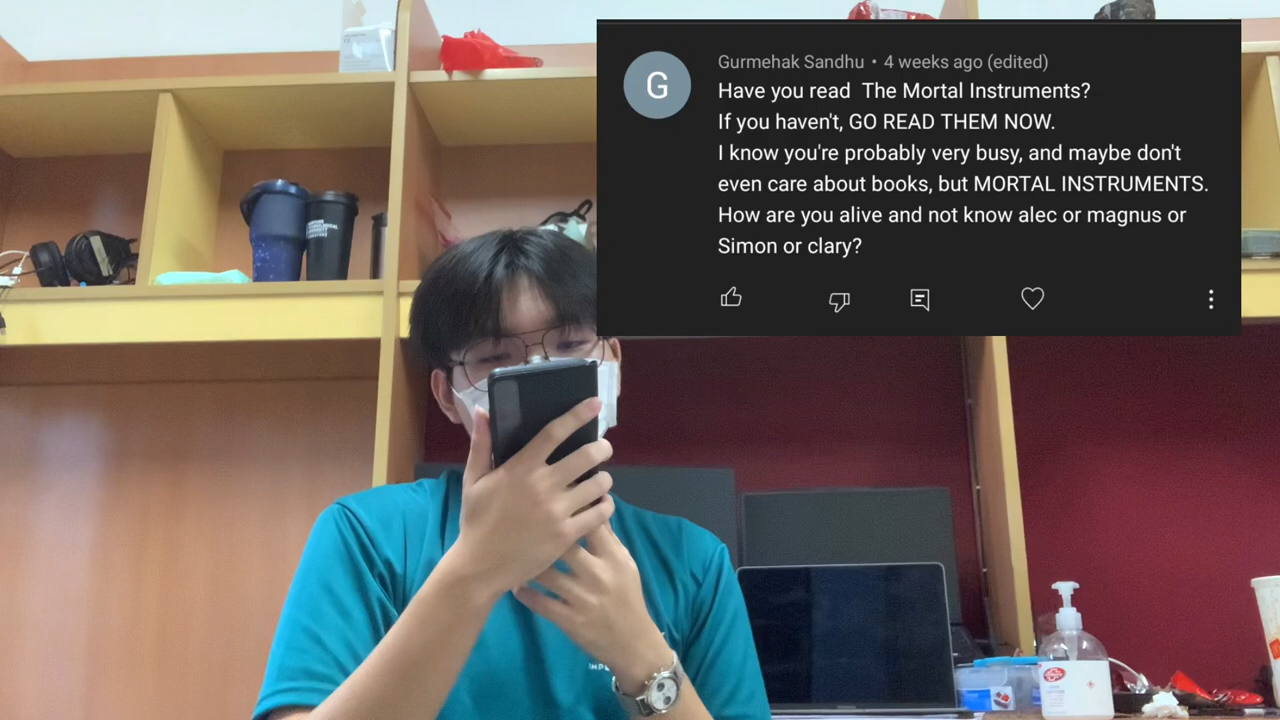 Gurmehak Sandhu • 4 weeks ago (edited)
G
Have you read The Mortal Instruments?
If you haven't, GO READ THEM NOW.
I know you're probably very busy, and maybe don't
even care about books, but MORTAL INSTRUMENTS.
How are you alive and not know alec or magnus or
Simon or clary?